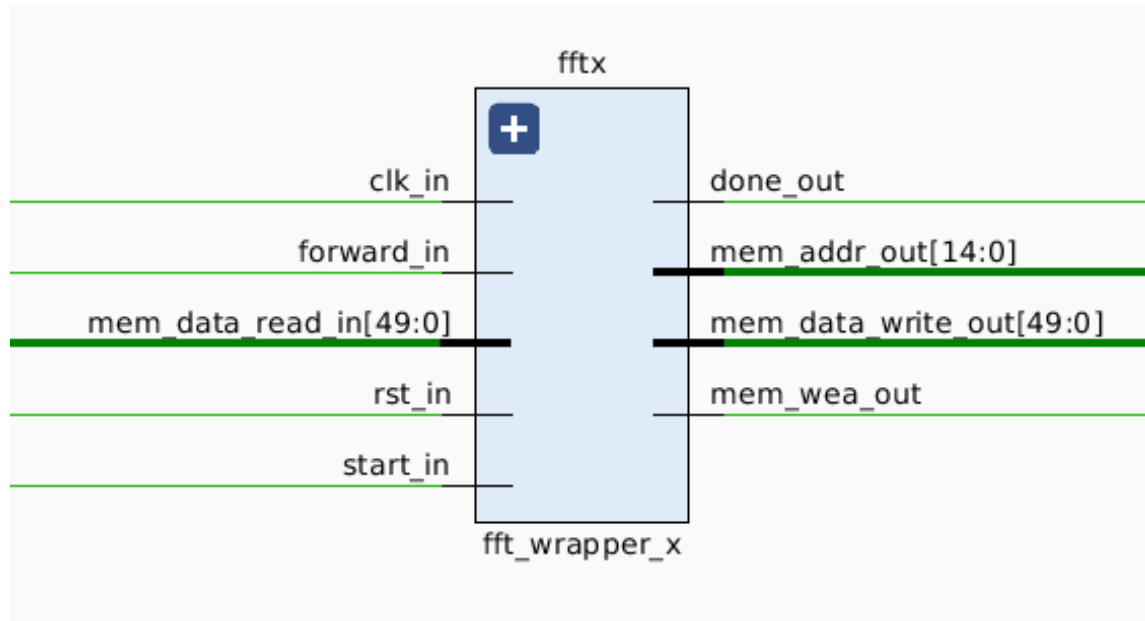 fftx
clk_in
done_out
forward_in
mem_addr_out[14:0]
mem_data_read_in[49:0]
mem_data_write_out[49:0]
rst_in
mem_wea_out
start_in
fft_wrapper_x